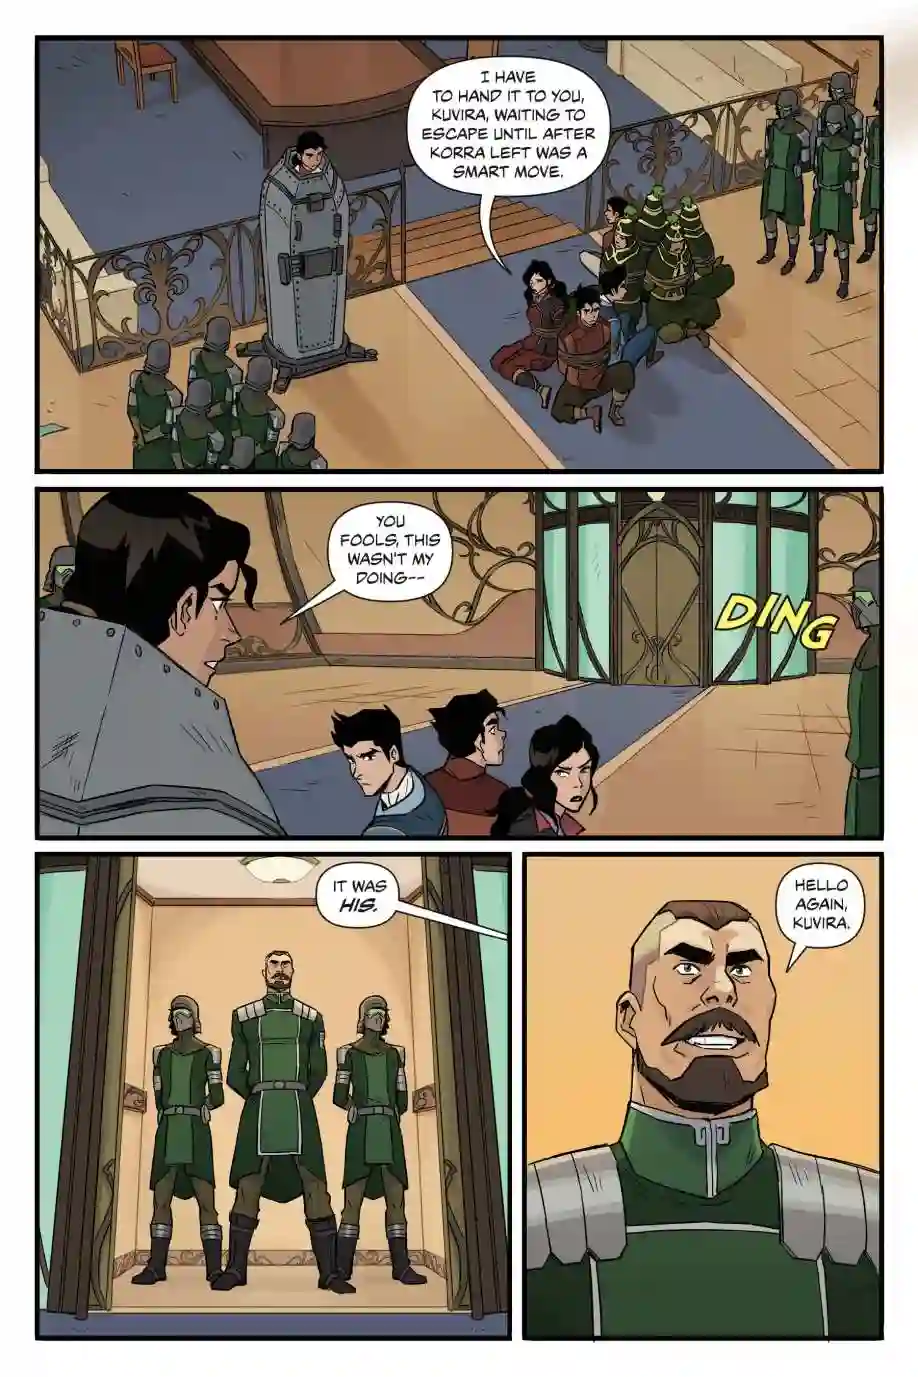 I HAVE
TO HAND IT TO YOU,
KUVIRA, WAITING TO
ESCAPE UNTIL AFTER
KORRA LEFT WAS A
SMART MOVE.
YOU
FOOLS, THIS
WASN'T MY
DOING--
DING
IT WAS
HIS.
HELLO
AGAIN,
KUVIRA.